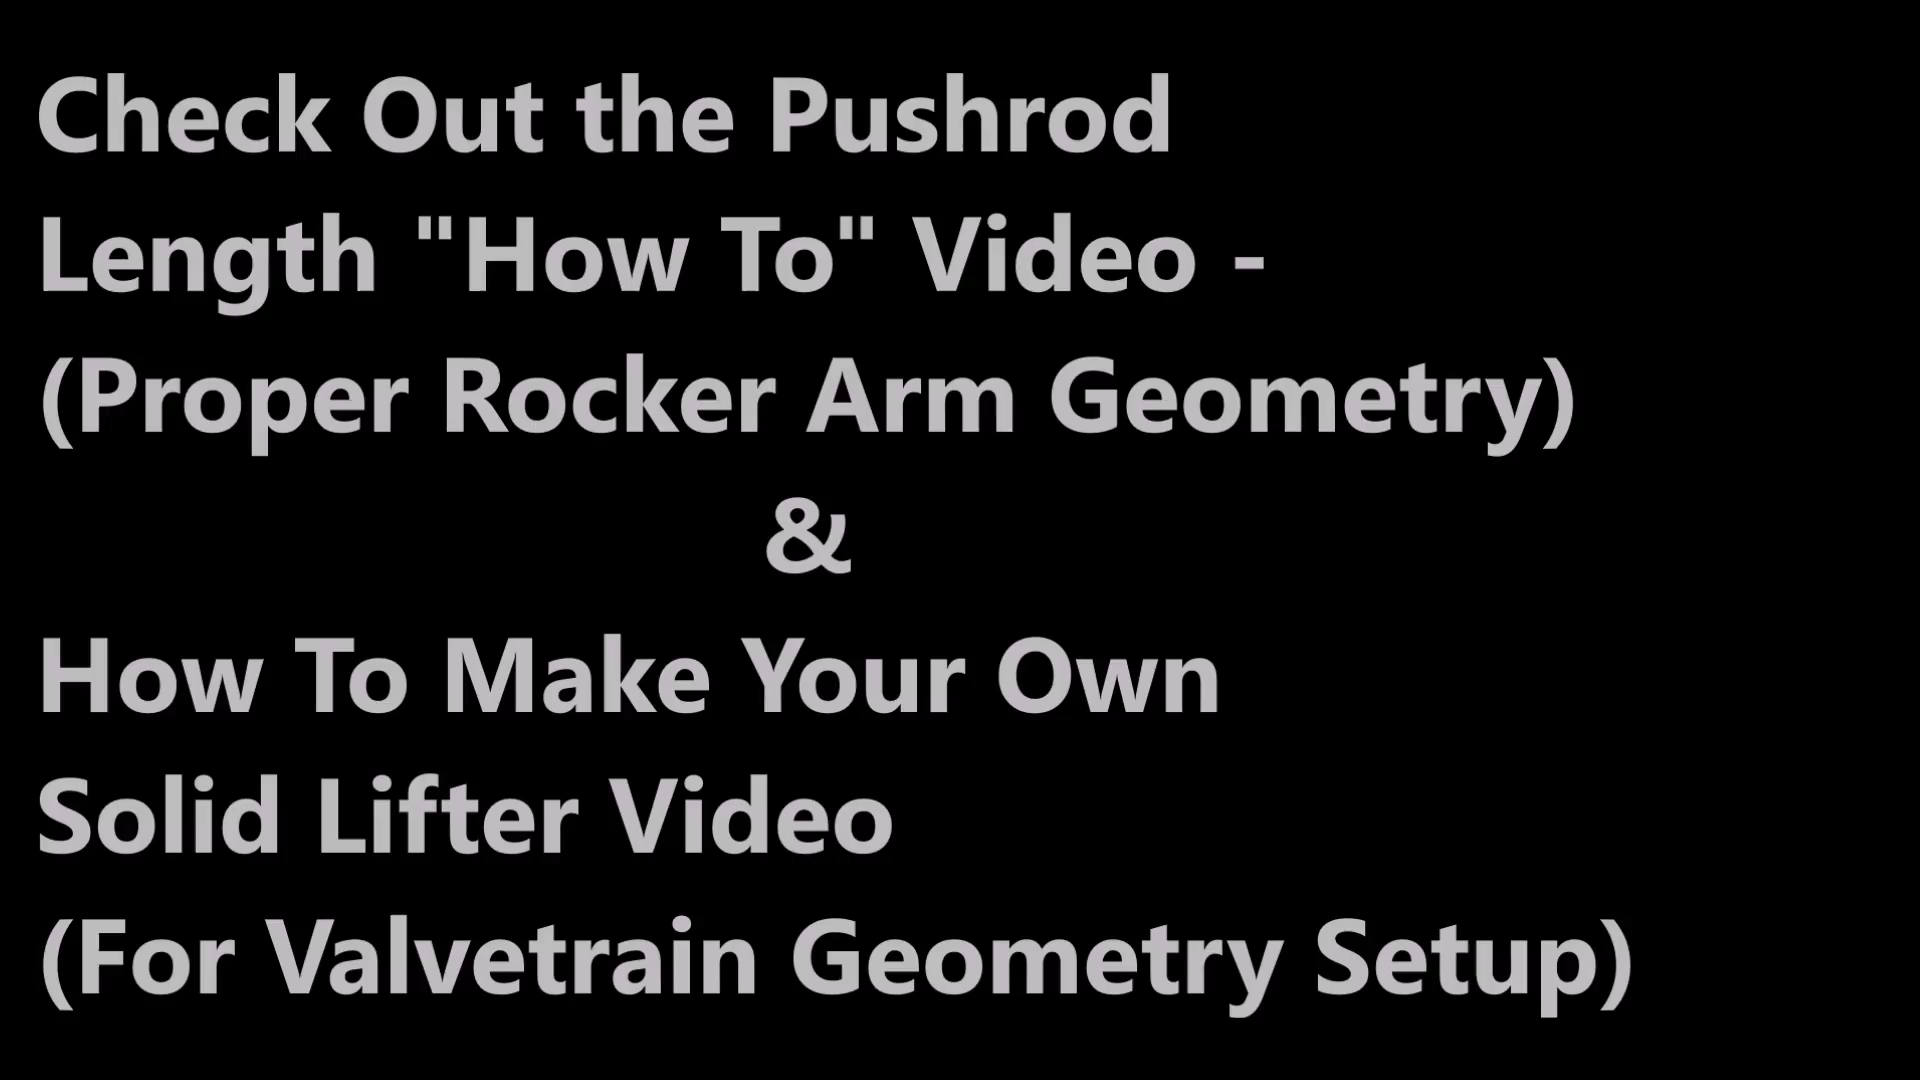 Check Out the Pushrod
Length "How To" Video -
(Proper Rocker Arm Geometry)
&
How To Make Your Own
Solid Lifter Video
(For Valvetrain Geometry Setup)